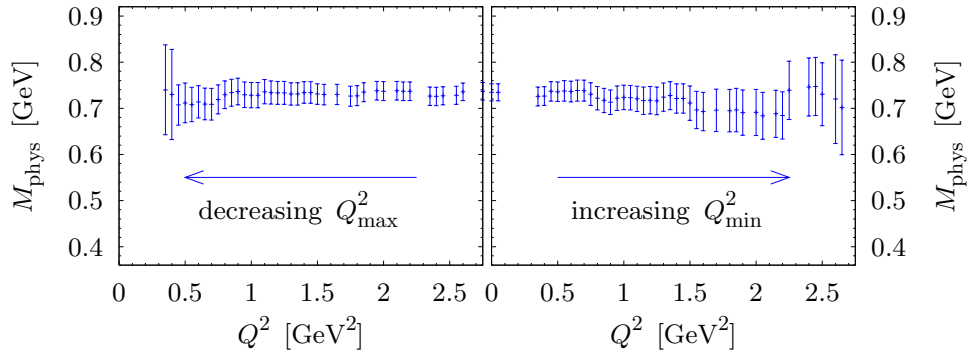 0.9 0.9
0.8 0.8
0.7 0.7
0.6 0.6
0.5 0.5
0.4 0.4
M_phys [GeV] M_phys [GeV]
decreasing Q²_max increasing Q²_min
0 0.5 1 1.5 2 2.5 0 0.5 1 1.5 2 2.5
Q² [GeV²] Q² [GeV²]